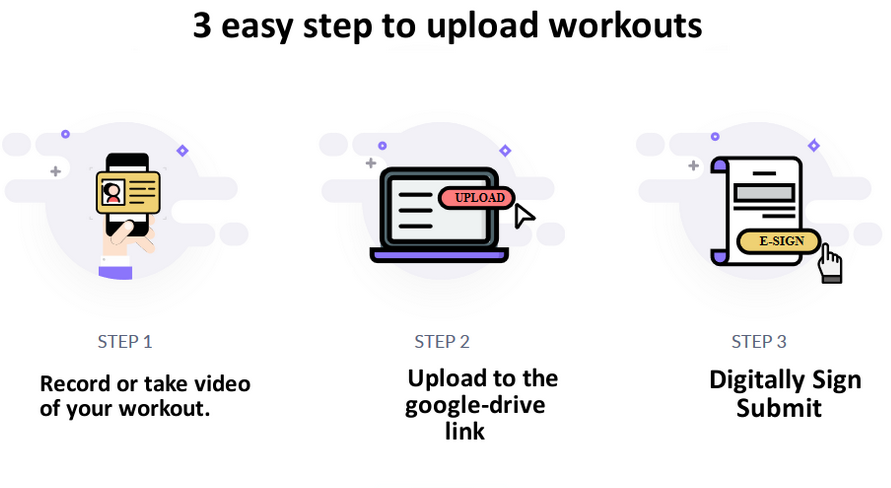 3 easy step to upload workouts
UPLOAD
E-SIGN
STEP 1
Record or take video
of your workout.
STEP 2
Upload to the
google-drive
link
STEP 3
Digitally Sign
Submit